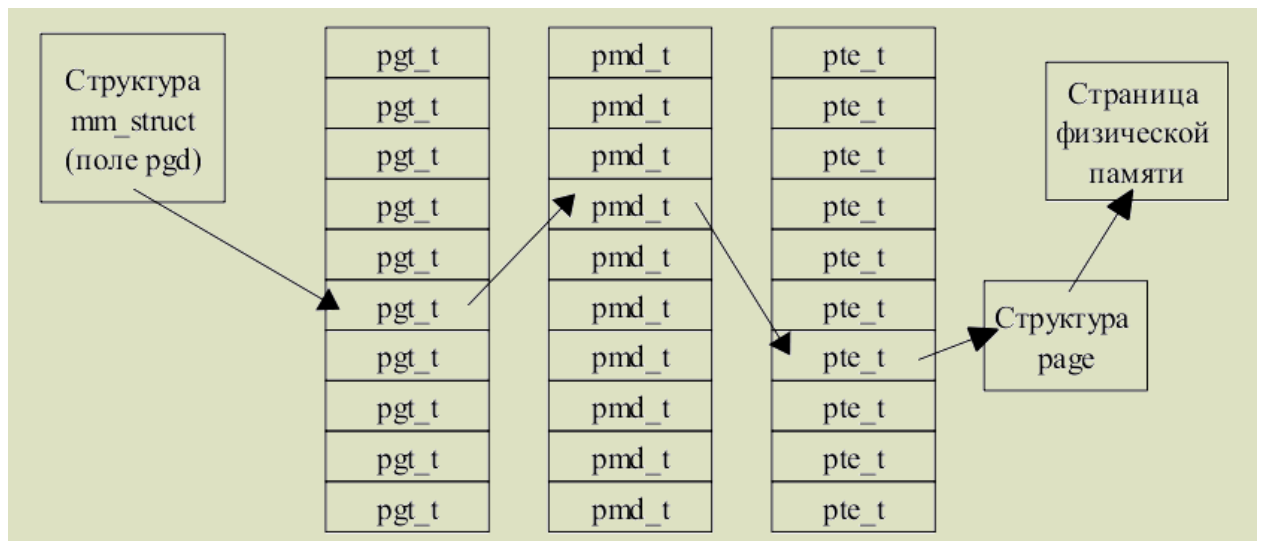 Структура
mm_struct
(поле pgd)
pgt_t
pgt_t
pgt_t
pgt_t
pgt_t
pgt_t
pgt_t
pgt_t
pgt_t
pgt_t
pmd_t
pmd_t
pmd_t
pmd_t
pmd_t
pmd_t
pmd_t
pmd_t
pmd_t
pmd_t
pte_t
pte_t
pte_t
pte_t
pte_t
pte_t
pte_t
pte_t
pte_t
pte_t
Страница
физической
памяти
Структура
page